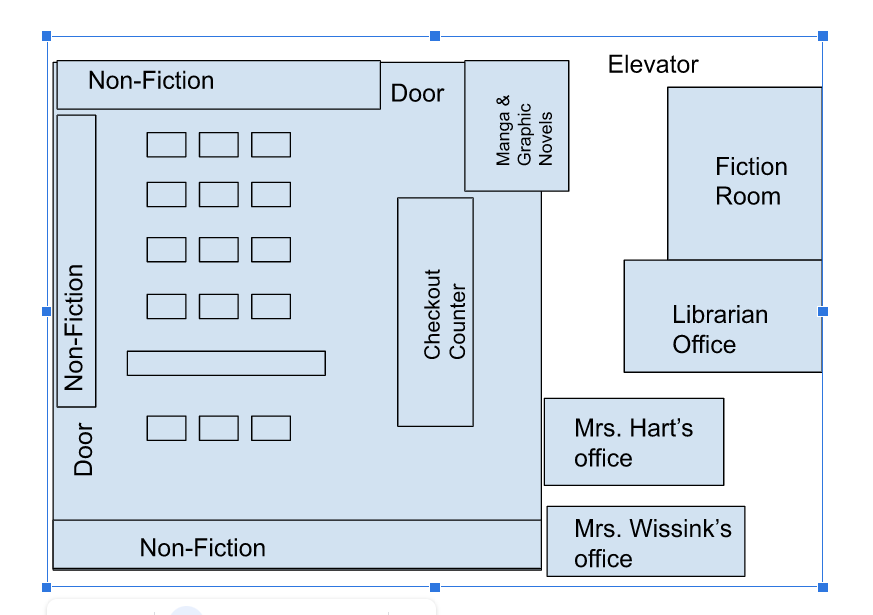 Non-Fiction
Door
Elevator
Manga &
Graphic
Novels
Fiction
Room
Non-Fiction
Checkout
Counter
Librarian
Office
Door
Mrs. Hart’s
office
Non-Fiction
Mrs. Wissink’s
office